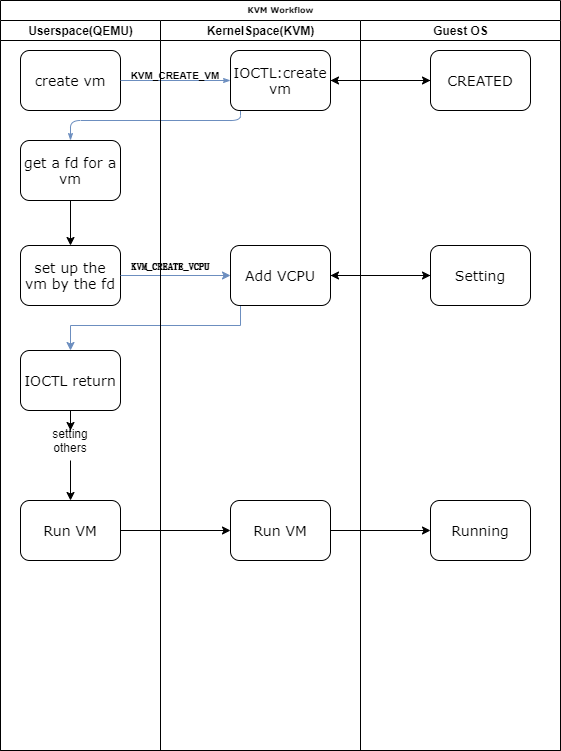 KVM Workflow
Userspace(QEMU)
KernelSpace(KVM)
Guest OS
create vm
KVM_CREATE_VM
IOCTL:create
vm
CREATED
get a fd for a
vm
set up the
vm by the fd
KVM_CREATE_VCPU
Add VCPU
Setting
IOCTL return
setting
others
Run VM
Run VM
Running